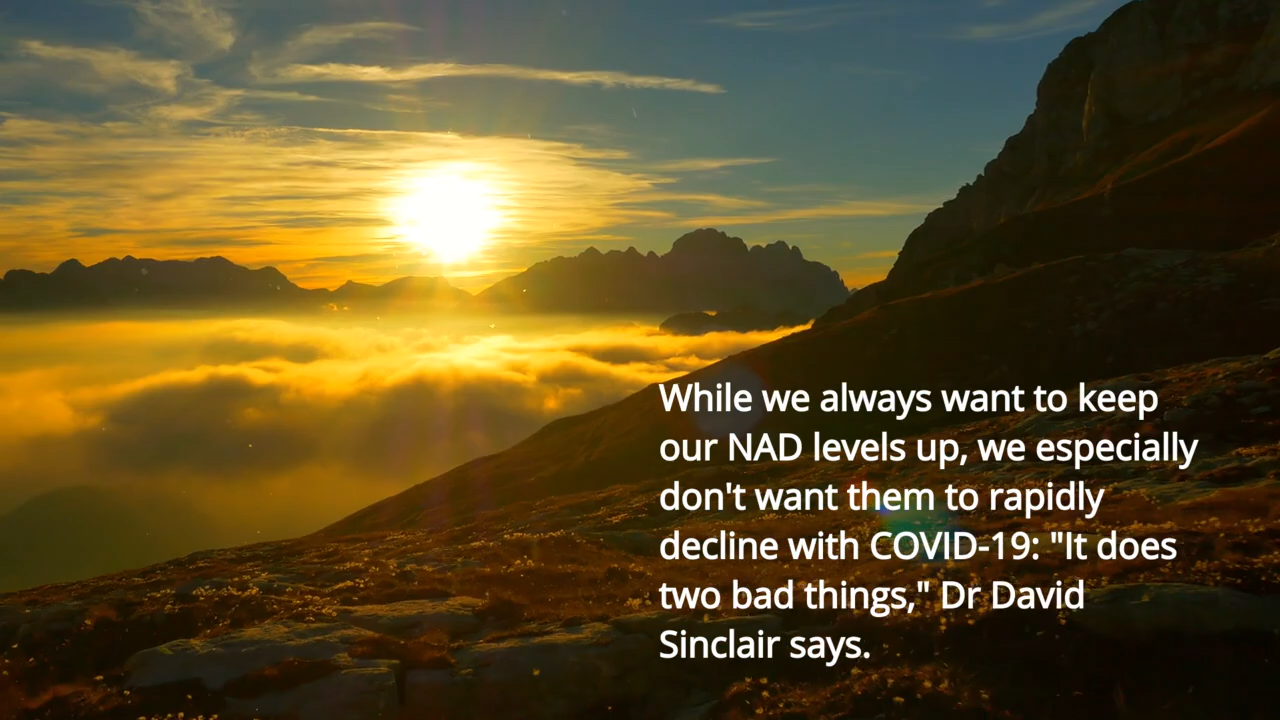 While we always want to keep
our NAD levels up, we especially
don't want them to rapidly
decline with COVID-19: "It does
two bad things," Dr David
Sinclair says.